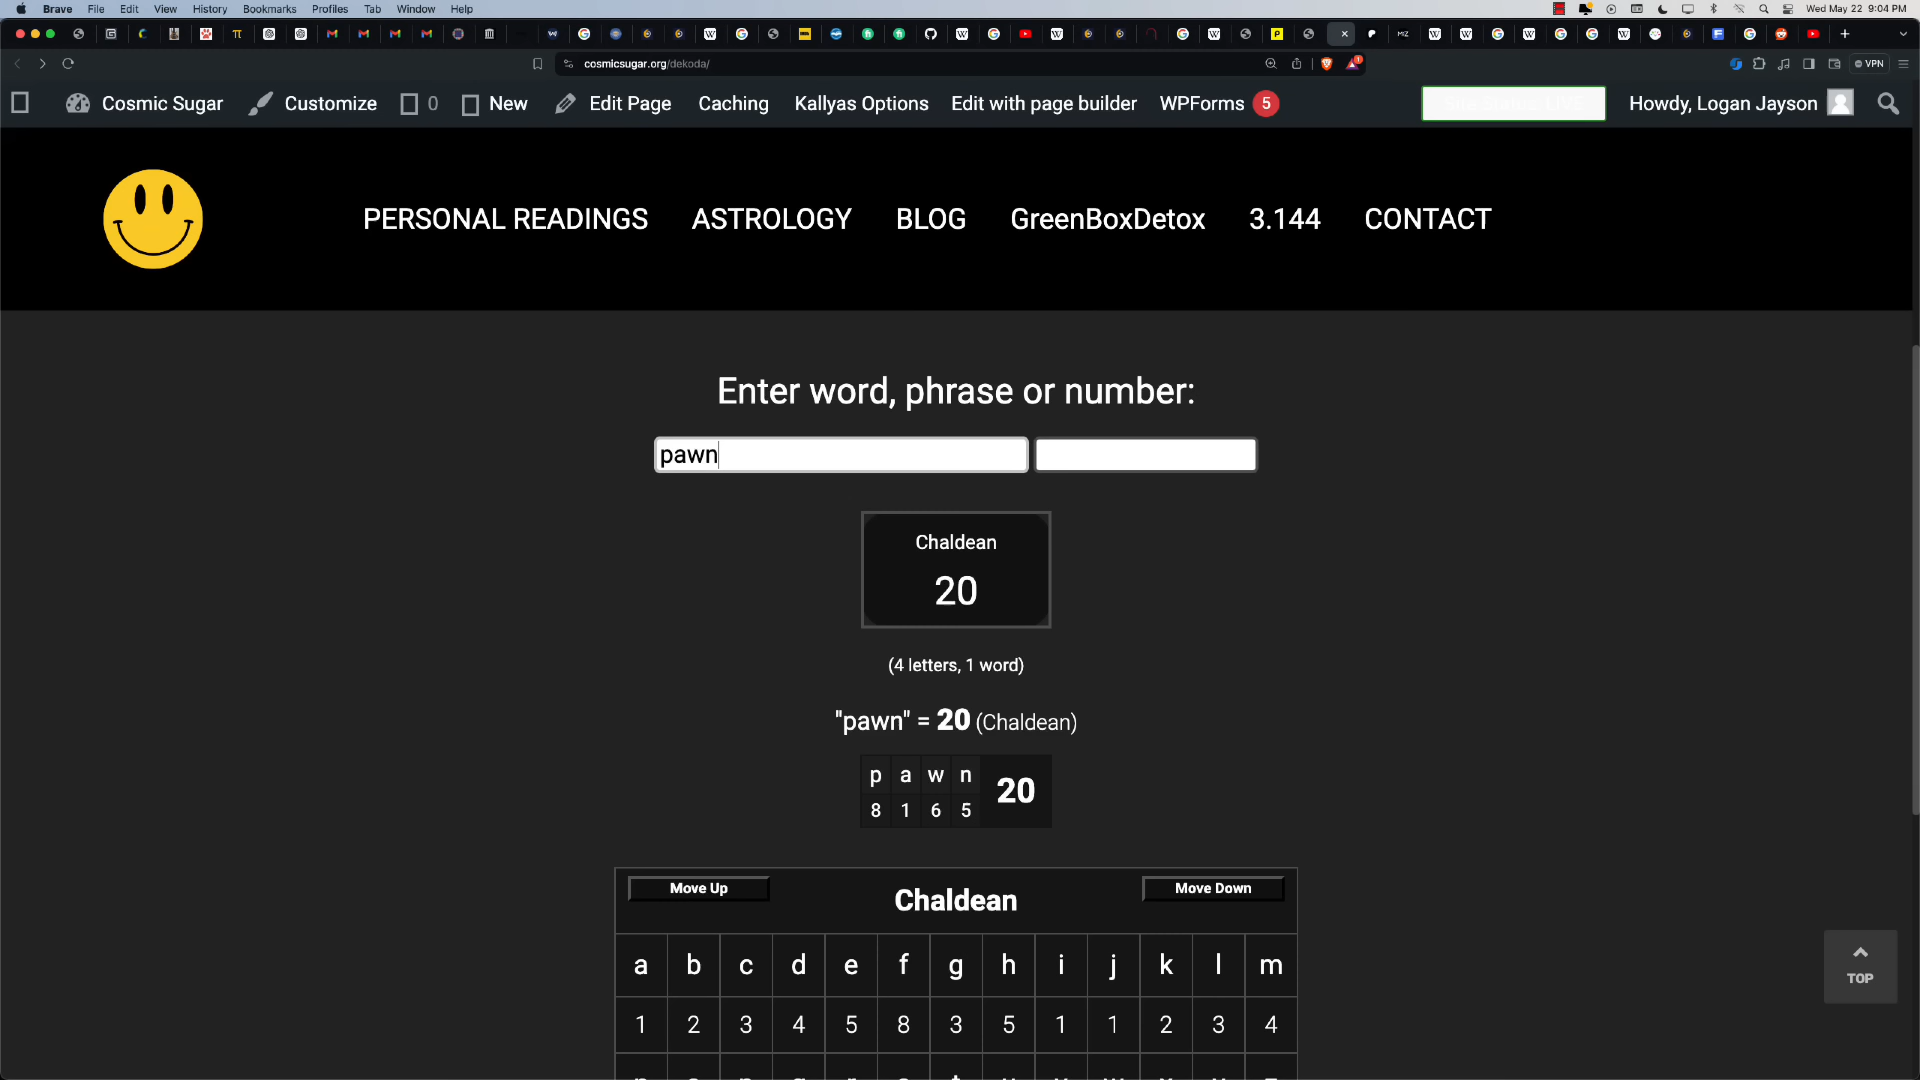 Brave File Edit View History Bookmarks Profiles Tab Window Help Wed May 22 9:04 PM
cosmicsugar.org/dekoda/ VPN
Cosmic Sugar Customize 0 New Edit Page Caching Kallyas Options Edit with page builder WPForms 5 Howdy, Logan Jayson
PERSONAL READINGS ASTROLOGY BLOG GreenBoxDetox 3.144 CONTACT
Enter word, phrase or number:
pawn
Chaldean
20
(4 letters, 1 word)
"pawn" = 20 (Chaldean)
p a w n 20
8 1 6 5
Move Up Chaldean Move Down
a b c d e f g h i j k l m
1 2 3 4 5 8 3 5 1 1 2 3 4
TOP